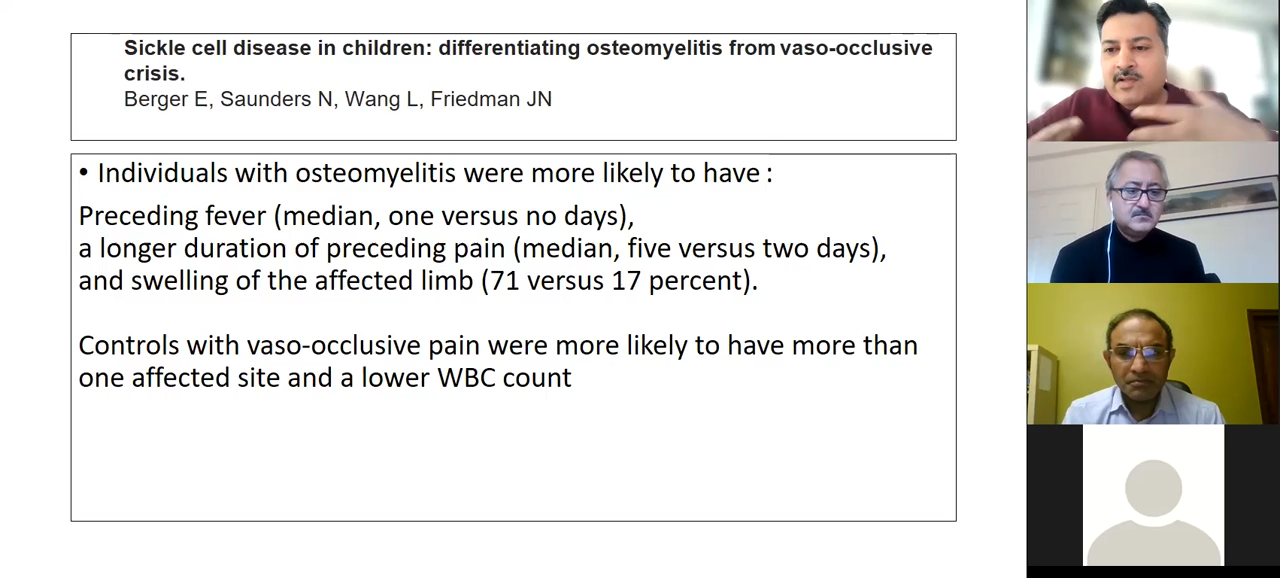 Sickle cell disease in children: differentiating osteomyelitis from vaso-occlusive
crisis.
Berger E, Saunders N, Wang L, Friedman JN
• Individuals with osteomyelitis were more likely to have :
Preceding fever (median, one versus no days),
a longer duration of preceding pain (median, five versus two days),
and swelling of the affected limb (71 versus 17 percent).
Controls with vaso-occlusive pain were more likely to have more than
one affected site and a lower WBC count